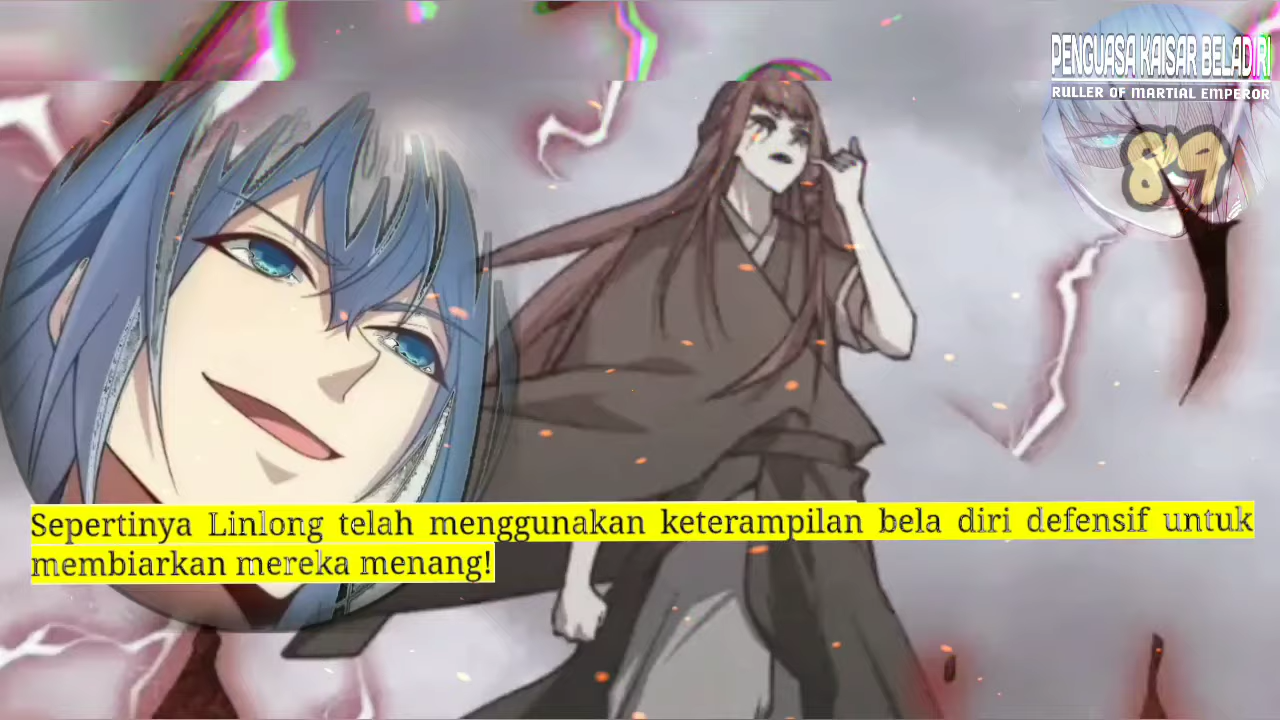 PENGUASA KAISAR BELADIRI
RULLER OF MARTIAL EMPEROR
89
Sepertinya Linlong telah menggunakan keterampilan bela diri defensif untuk
membiarkan mereka menang!